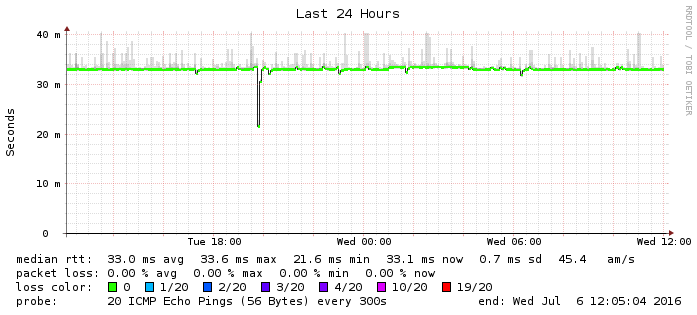 Last 24 Hours
RRDTOOL / TOBI OETIKER
Seconds
40 m
30 m
20 m
10 m
0
Tue 18:00 Wed 00:00 Wed 06:00 Wed 12:00
median rtt: 33.0 ms avg 33.6 ms max 21.6 ms min 33.1 ms now 0.7 ms sd 45.4 am/s
packet loss: 0.00 % avg 0.00 % max 0.00 % min 0.00 % now
loss color: 0 1/20 2/20 3/20 4/20 10/20 19/20
probe: 20 ICMP Echo Pings (56 Bytes) every 300s end: Wed Jul 6 12:05:04 2016